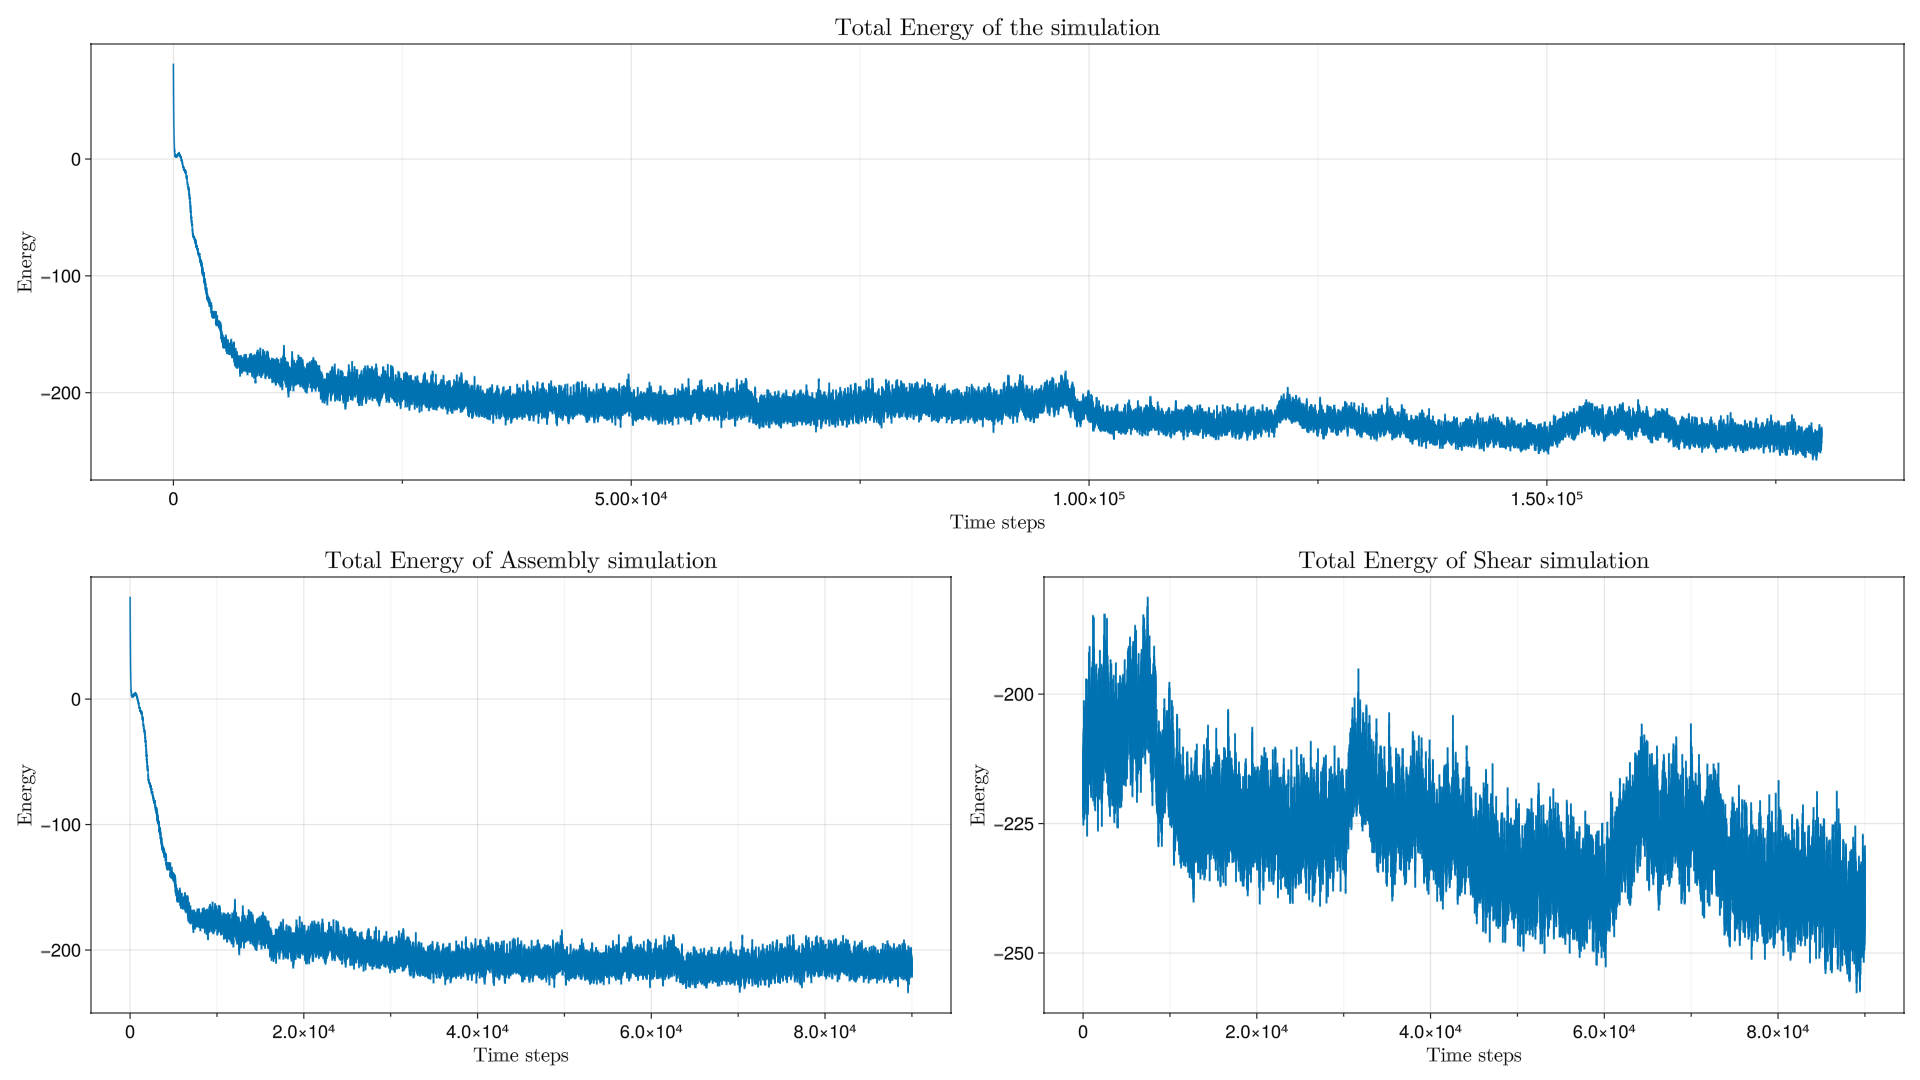 Total Energy of the simulation
Energy
0
−100
−200
0
5.00×10⁴
1.00×10⁵
1.50×10⁵
Time steps
Total Energy of Assembly simulation
Energy
0
−100
−200
0
2.0×10⁴
4.0×10⁴
6.0×10⁴
8.0×10⁴
Time steps
Total Energy of Shear simulation
Energy
−200
−225
−250
0
2.0×10⁴
4.0×10⁴
6.0×10⁴
8.0×10⁴
Time steps